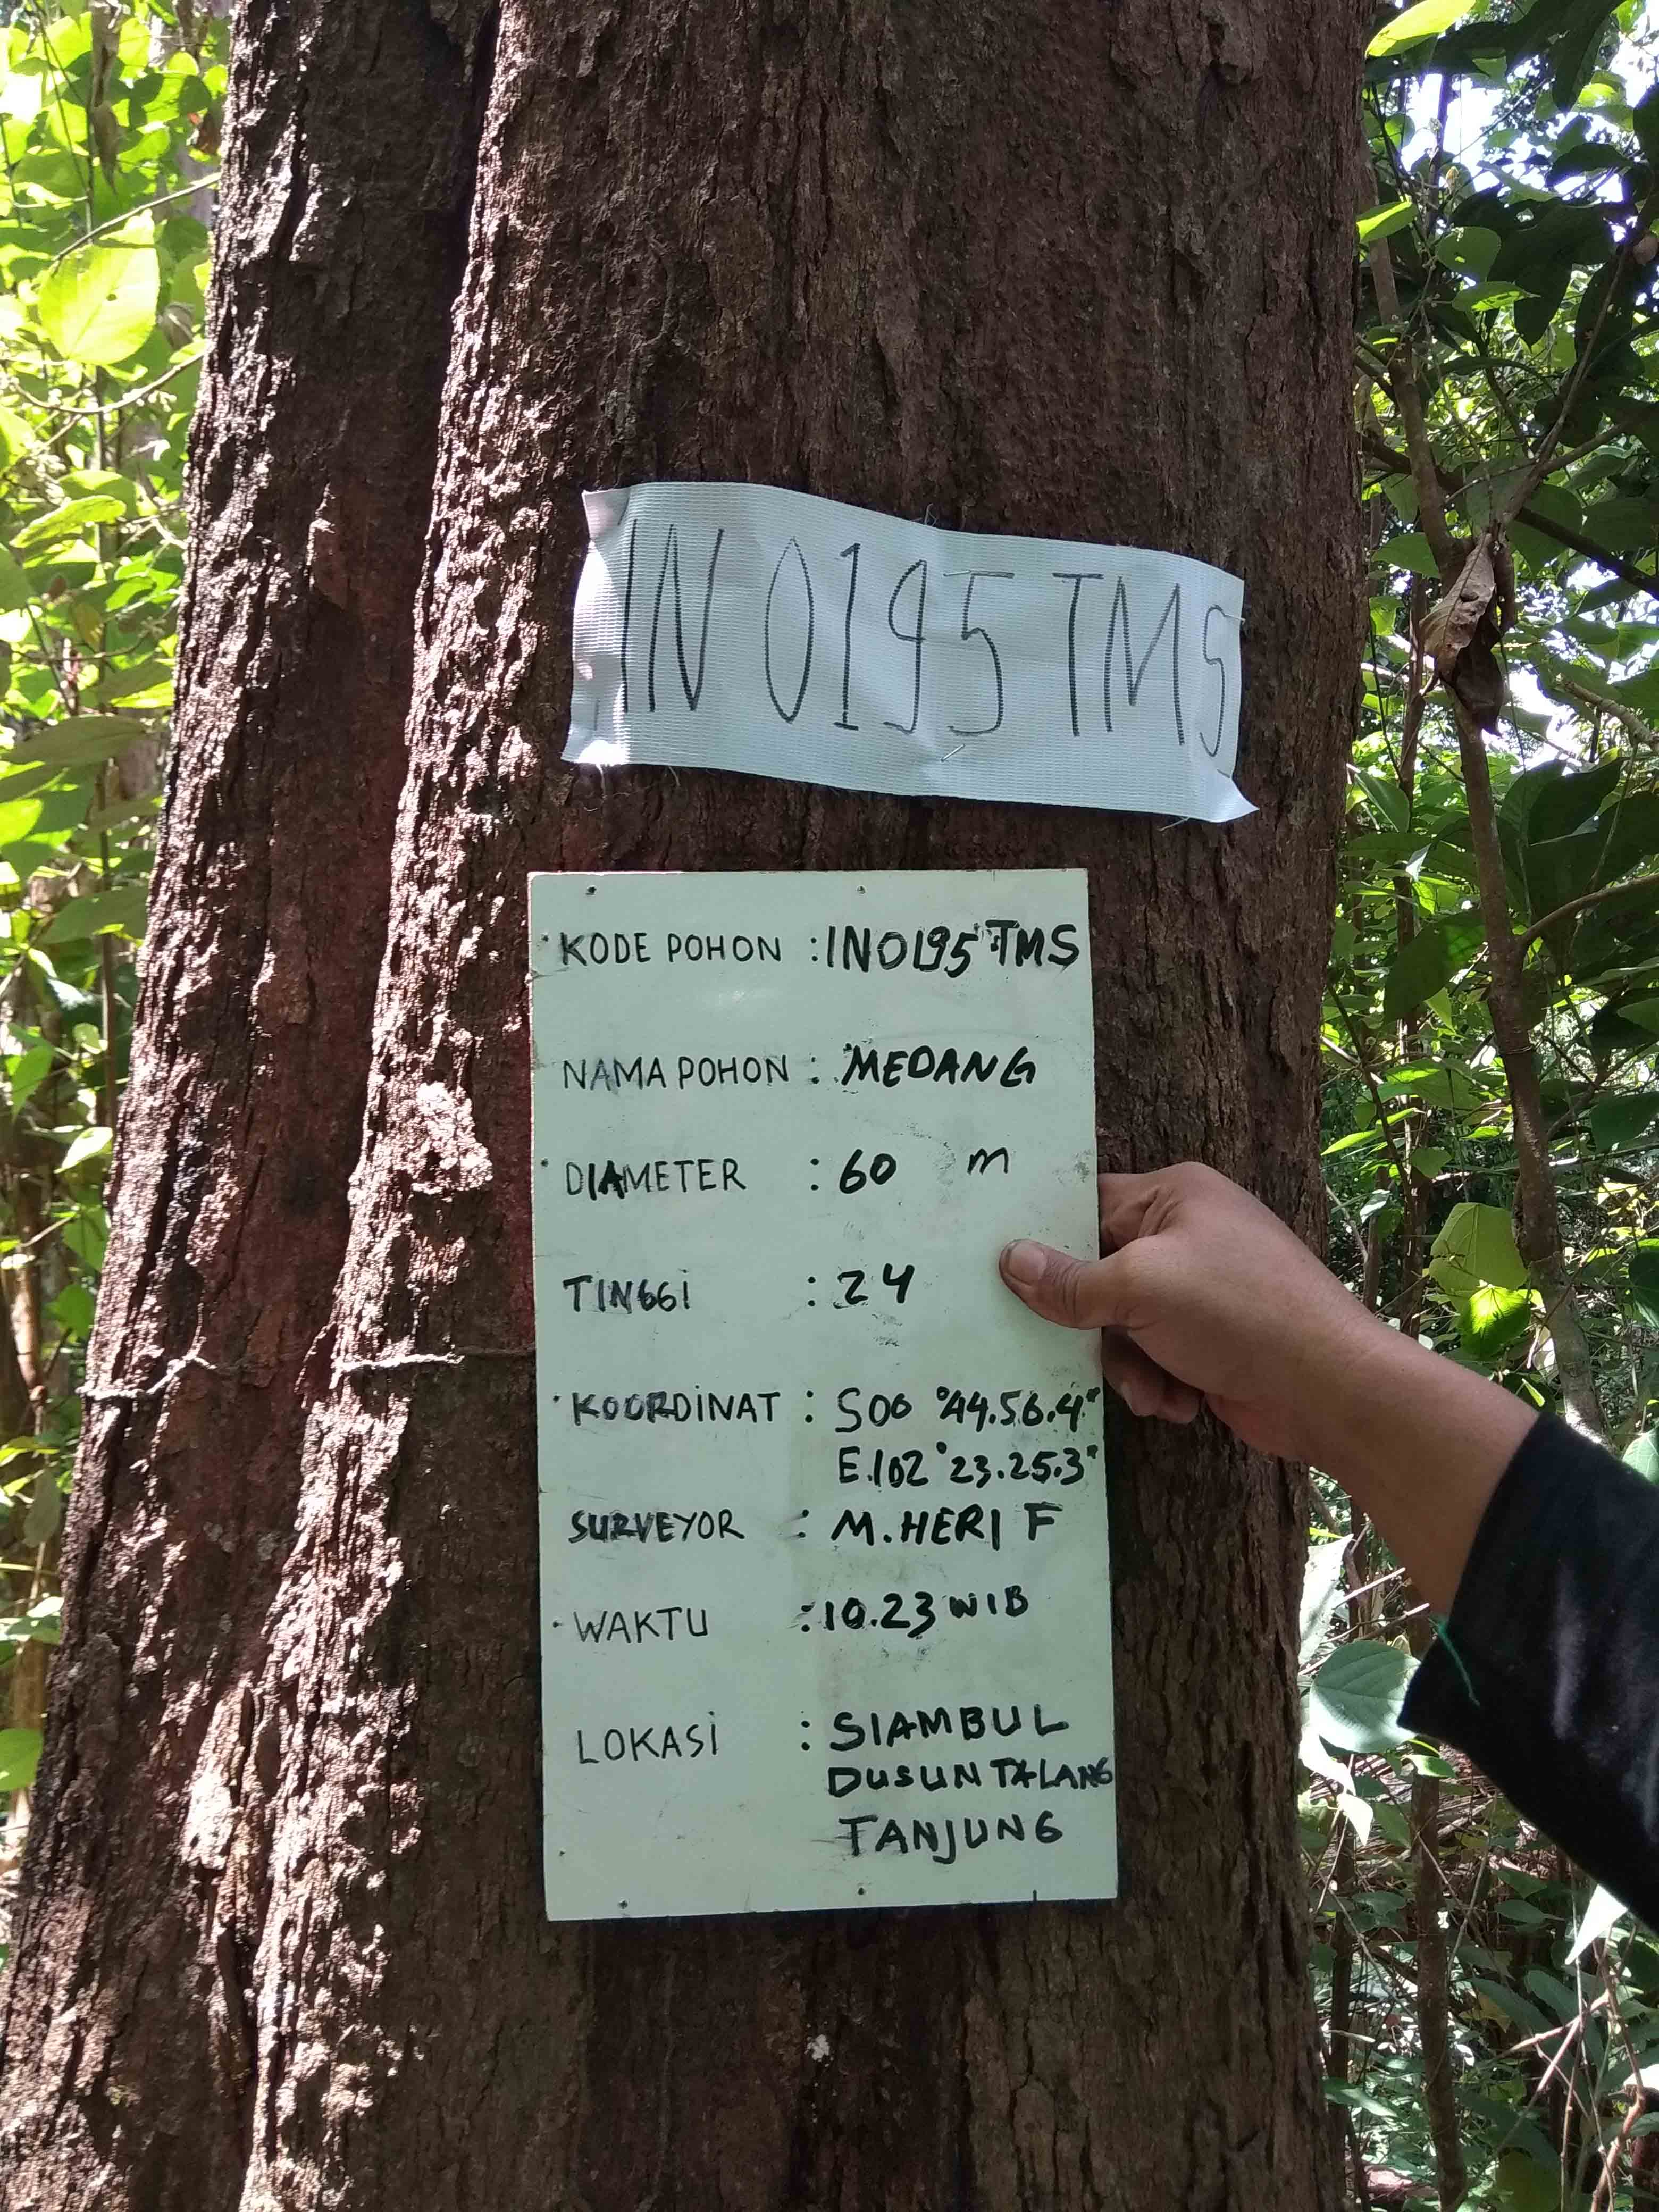 IN 0195 TMS
KODE POHON : IN0195 TMS
NAMA POHON : MEDANG
DIAMETER : 60 m
TINGGi : 24
KOORDiNAT : S00 °44.56.4"
E.102°23.25.3"
SURVEYOR : M.HERI F
WAKTU : 10.23 WIB
LOKASi : SIAMBUL
DUSUN TALANG
TANJUNG